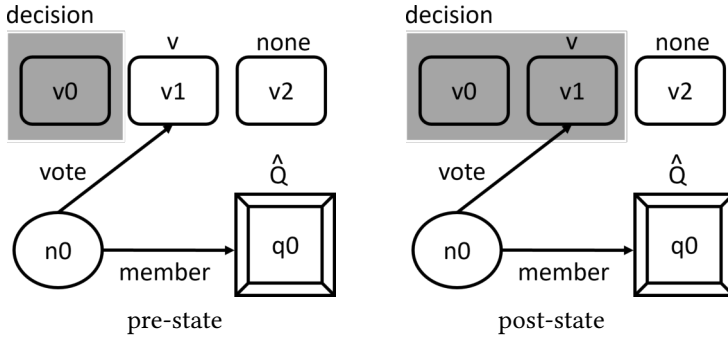 decision
v
none
v0
v1
v2
vote
Q̂
n0
q0
member
pre-state
decision
v
none
v0
v1
v2
vote
Q̂
n0
q0
member
post-state